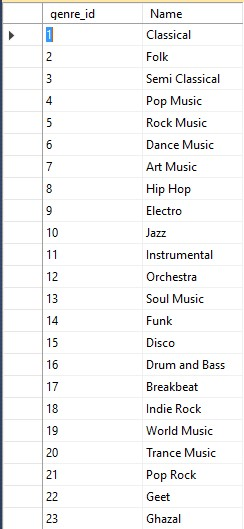 genre_id Name
1 Classical
2 Folk
3 Semi Classical
4 Pop Music
5 Rock Music
6 Dance Music
7 Art Music
8 Hip Hop
9 Electro
10 Jazz
11 Instrumental
12 Orchestra
13 Soul Music
14 Funk
15 Disco
16 Drum and Bass
17 Breakbeat
18 Indie Rock
19 World Music
20 Trance Music
21 Pop Rock
22 Geet
23 Ghazal